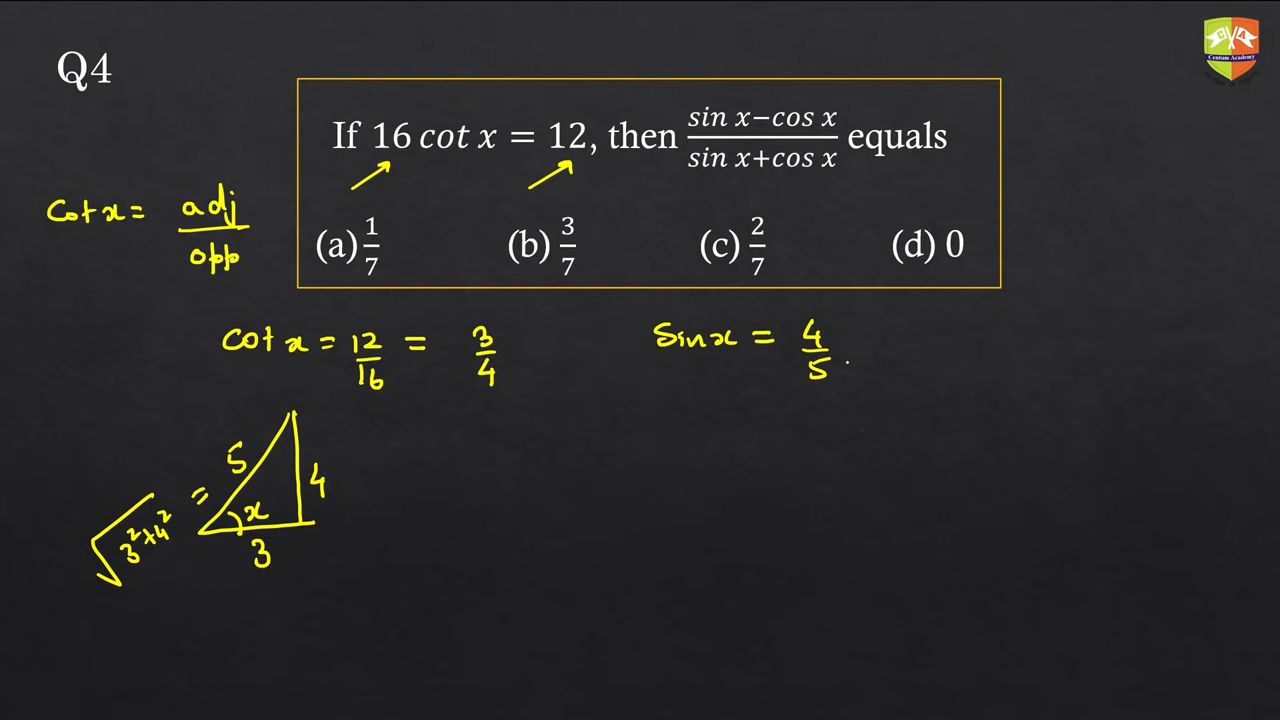 Q4
C A
Centum Academy
If 16 cot x = 12, then (sin x−cos x)/(sin x+cos x) equals
(a) 1/7 (b) 3/7 (c) 2/7 (d) 0
Cot x = adj/opp
Cot x = 12/16 = 3/4
Sin x = 4/5
5
4
x
3
√3²+4² =